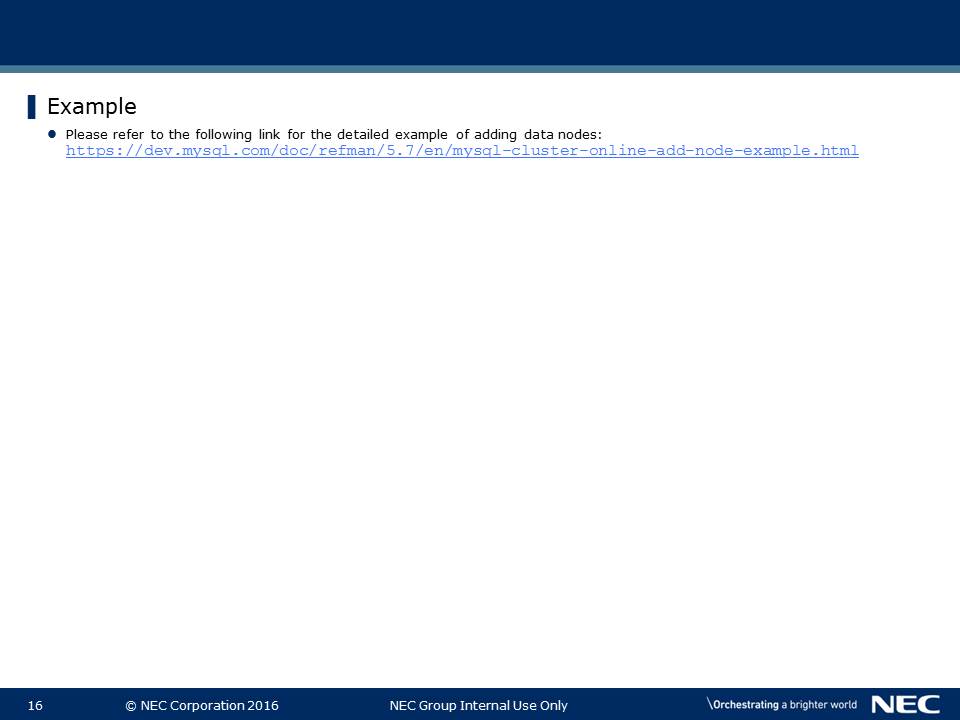 Example
Please refer to the following link for the detailed example of adding data nodes:
https://dev.mysql.com/doc/refman/5.7/en/mysql-cluster-online-add-node-example.html
16 © NEC Corporation 2016 NEC Group Internal Use Only \Orchestrating a brighter world NEC